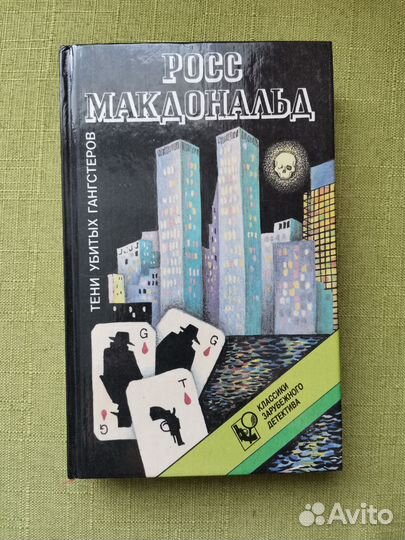 РОСС
МАКДОНАЛЬД
ТЕНИ УБИТЫХ ГАНГСТЕРОВ
G
G
G
T
КЛАССИКИ
ЗАРУБЕЖНОГО
ДЕТЕКТИВА
Avito